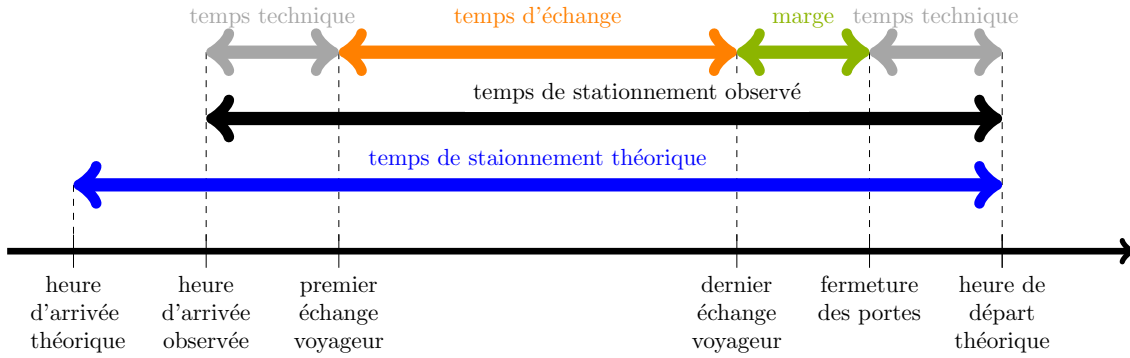 temps technique
temps d'échange
marge
temps technique
temps de stationnement observé
temps de staionnement théorique
heure
d'arrivée
théorique
heure
d'arrivée
observée
premier
échange
voyageur
dernier
échange
voyageur
fermeture
des portes
heure de
départ
théorique